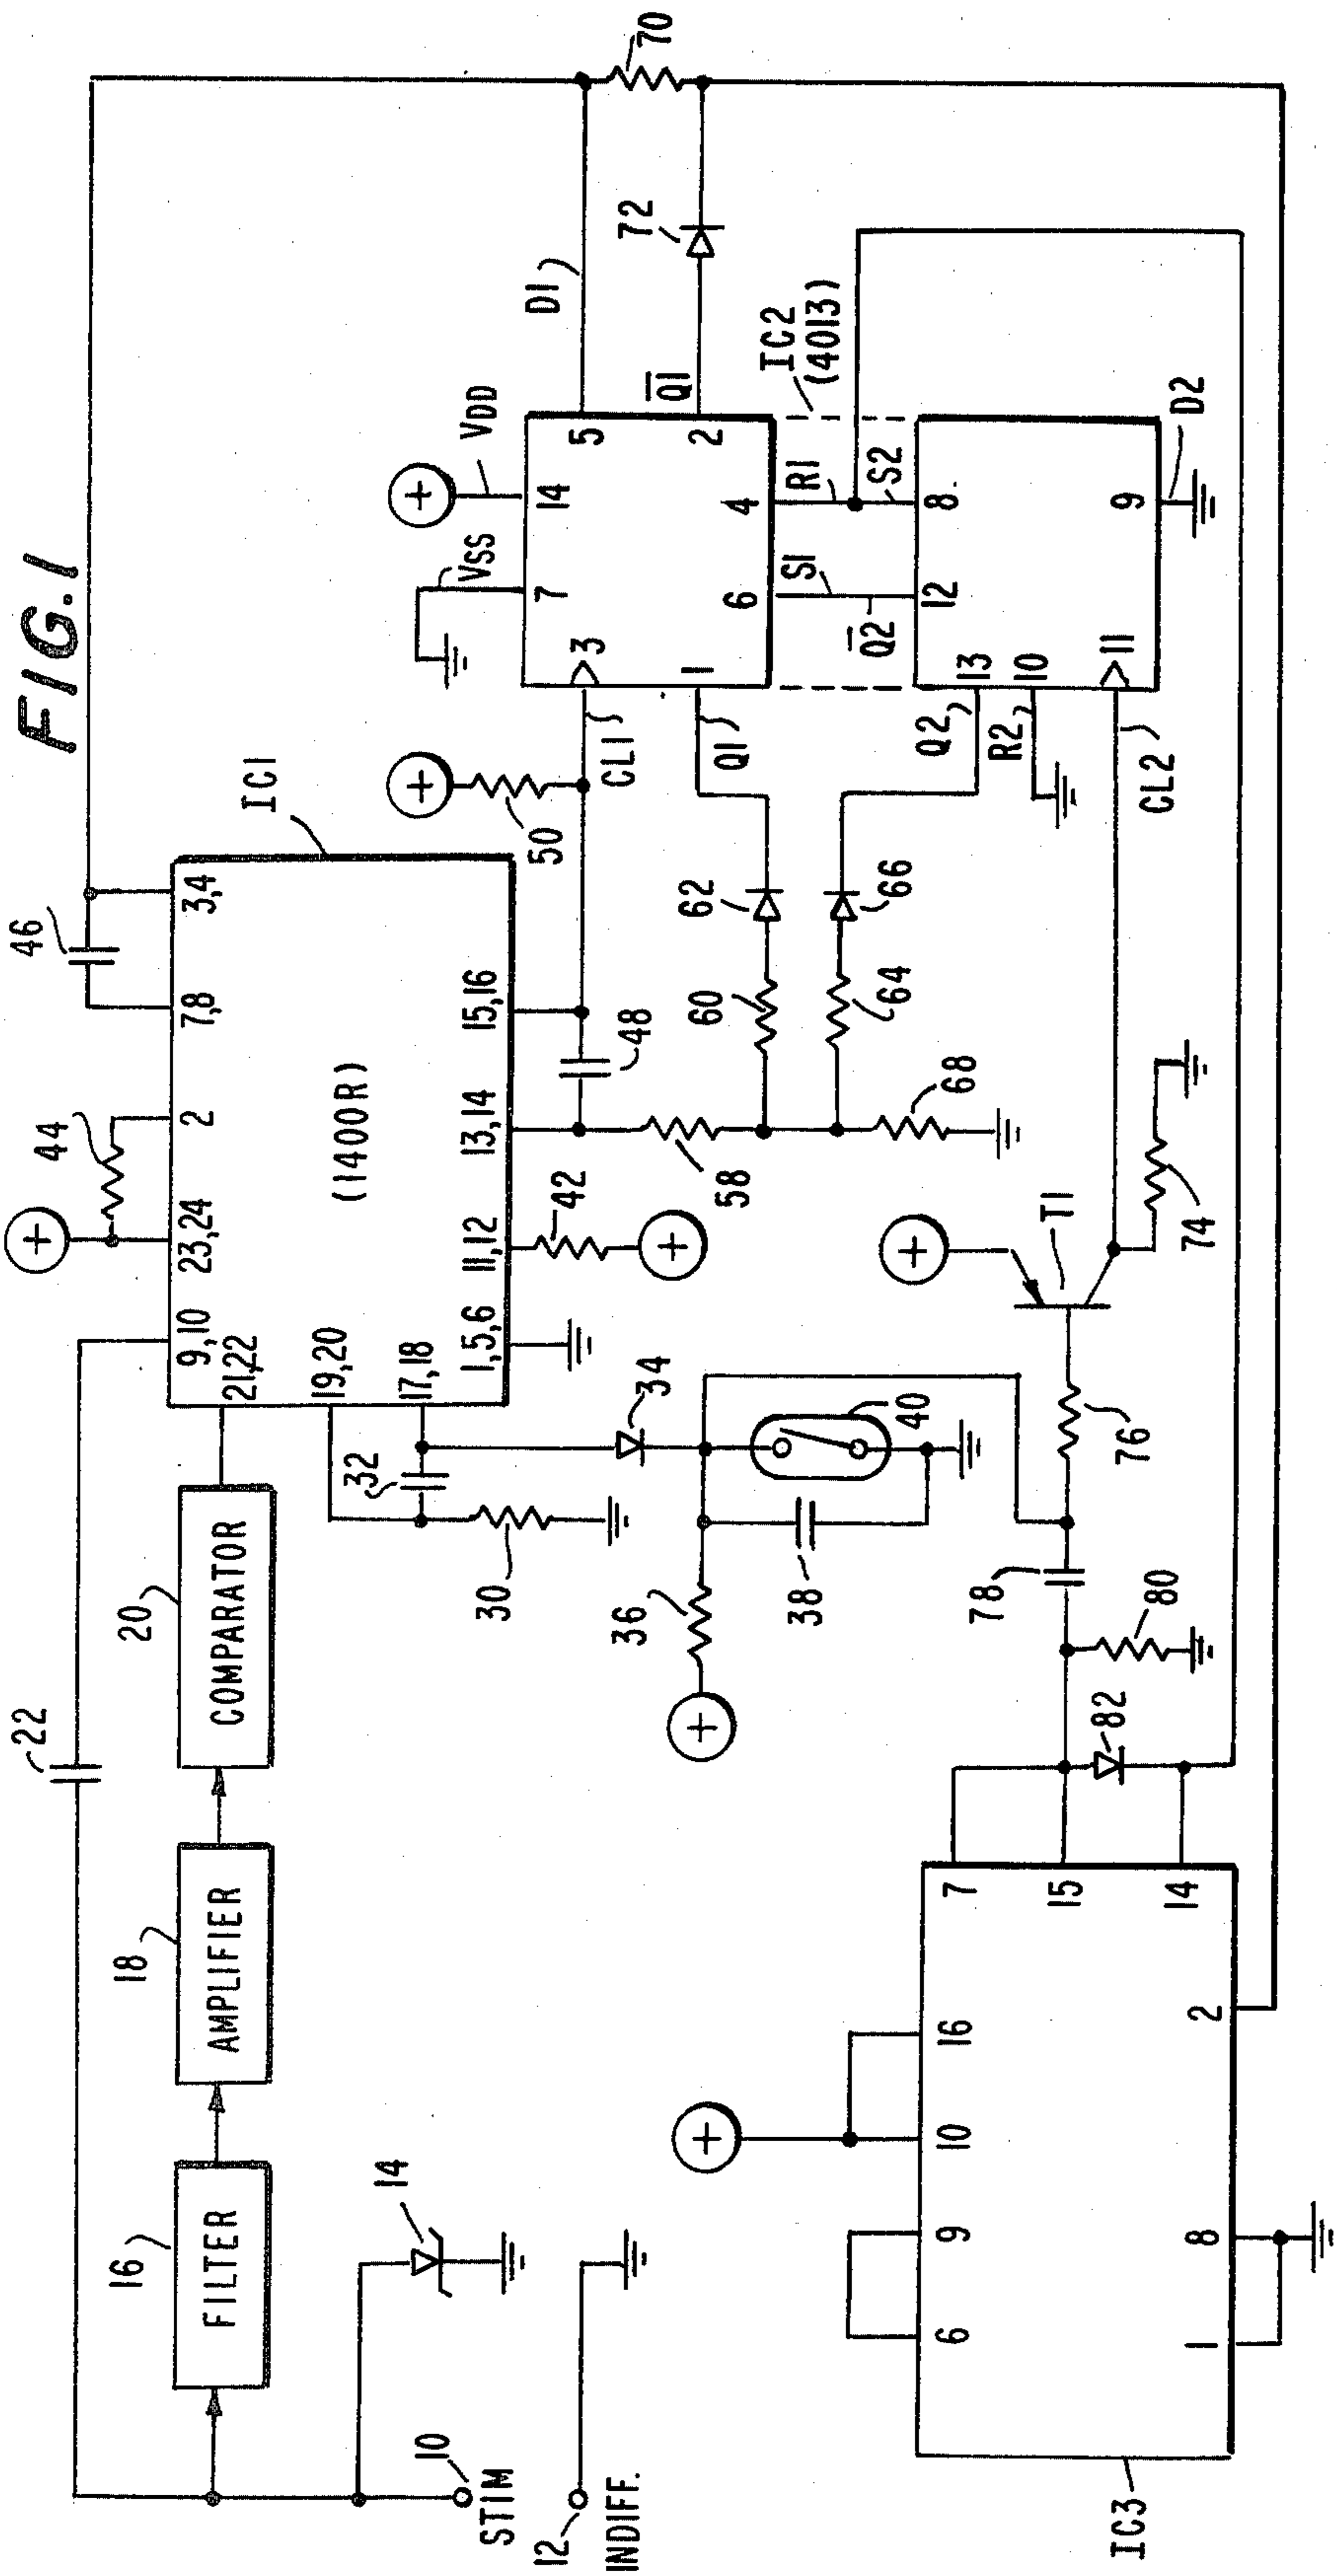 FIG.1
22
16
FILTER
18
AMPLIFIER
20
COMPARATOR
14
10
STIM
12
INDIFF.
IC1
(1400R)
9,10
21,22
19,20
17,18
1,5,6
23,24
2
7,8
3,4
11,12
13,14
15,16
44
46
42
48
50
32
30
34
36
38
40
58
60
62
64
66
68
VSS
VDD
CL1
D1
Q1
Q1
3
7
14
5
1
2
6
4
70
72
IC2
(4013)
S1
R1
Q2
S2
Q2
R2
CL2
D2
12
8
13
10
11
9
T1
74
76
78
80
82
IC3
6
9
10
16
7
15
14
1
8
2